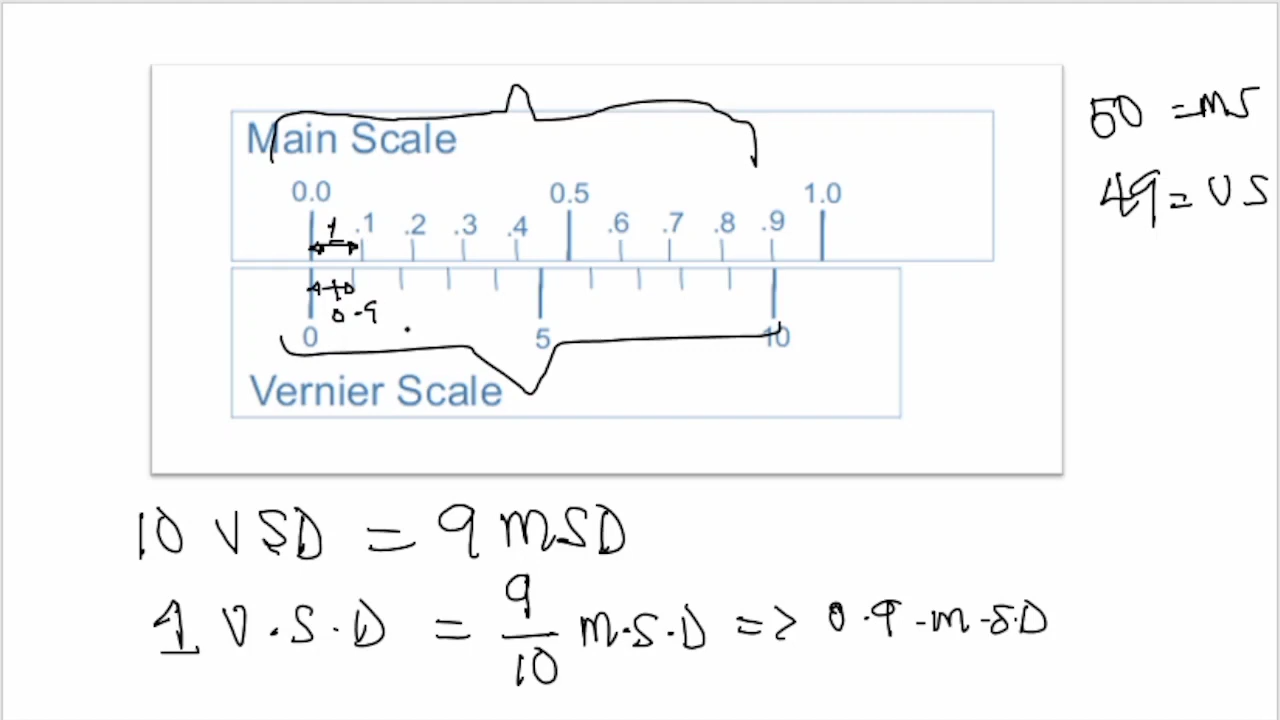 Main Scale
0.0 0.5 1.0
.1 .2 .3 .4 .6 .7 .8 .9
1
0.9
0 5 10
Vernier Scale
50 = MS
49 = VS
10 VSD = 9 MSD
1 V.S.D = 9/10 M.S.D => 0.9 -M-S.D